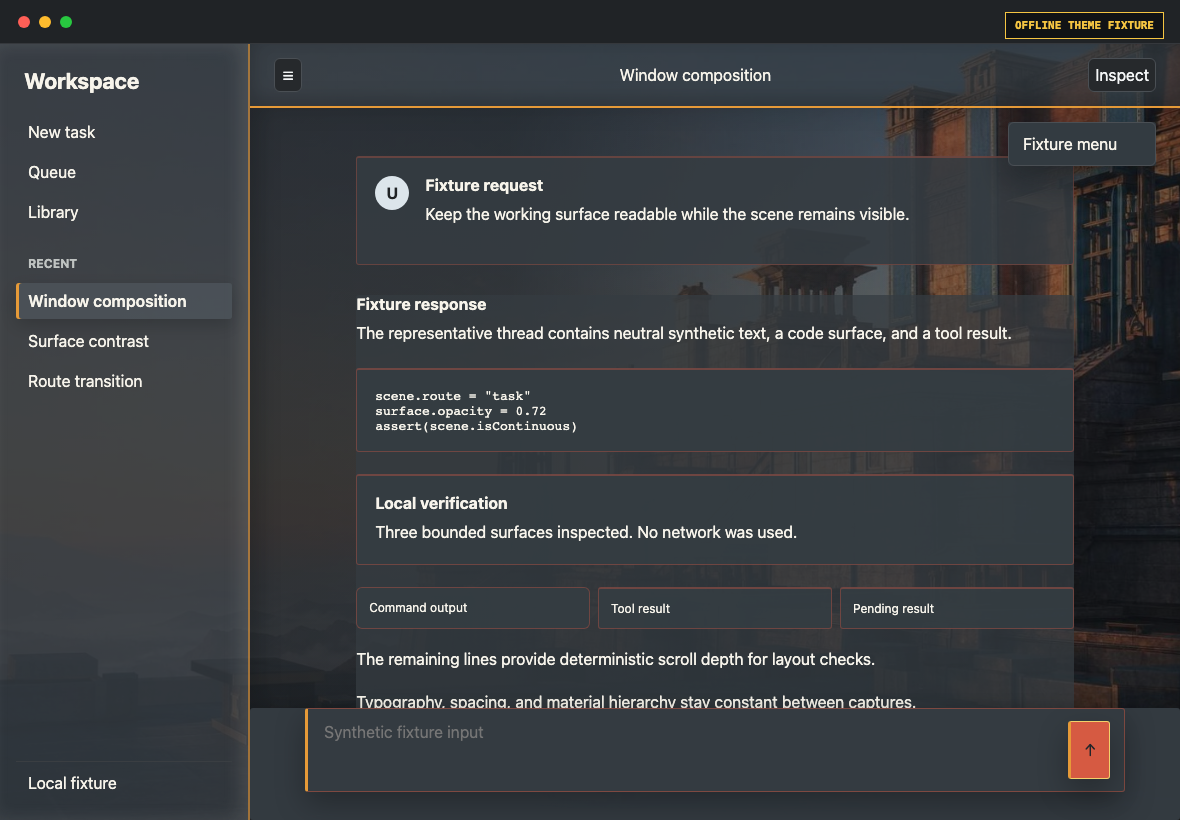 OFFLINE THEME FIXTURE
Workspace
New task
Queue
Library
RECENT
Window composition
Surface contrast
Route transition
Local fixture
Window composition
Inspect
Fixture menu
U
Fixture request
Keep the working surface readable while the scene remains visible.
Fixture response
The representative thread contains neutral synthetic text, a code surface, and a tool result.
scene.route = "task"
surface.opacity = 0.72
assert(scene.isContinuous)
Local verification
Three bounded surfaces inspected. No network was used.
Command output
Tool result
Pending result
The remaining lines provide deterministic scroll depth for layout checks.
Typography, spacing, and material hierarchy stay constant between captures.
Synthetic fixture input